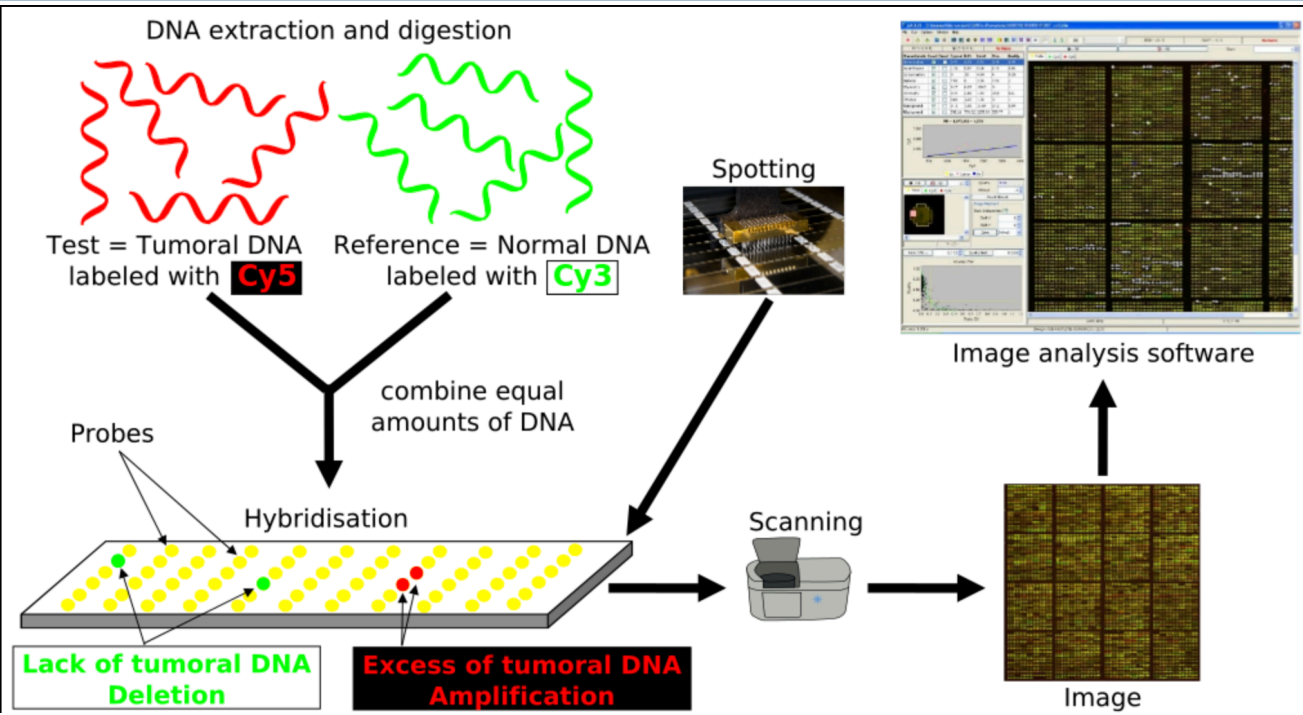 DNA extraction and digestion
Test = Tumoral DNA
labeled with Cy5
Reference = Normal DNA
labeled with Cy3
Spotting
combine equal
amounts of DNA
Probes
Hybridisation
Lack of tumoral DNA
Deletion
Excess of tumoral DNA
Amplification
Scanning
Image
Image analysis software